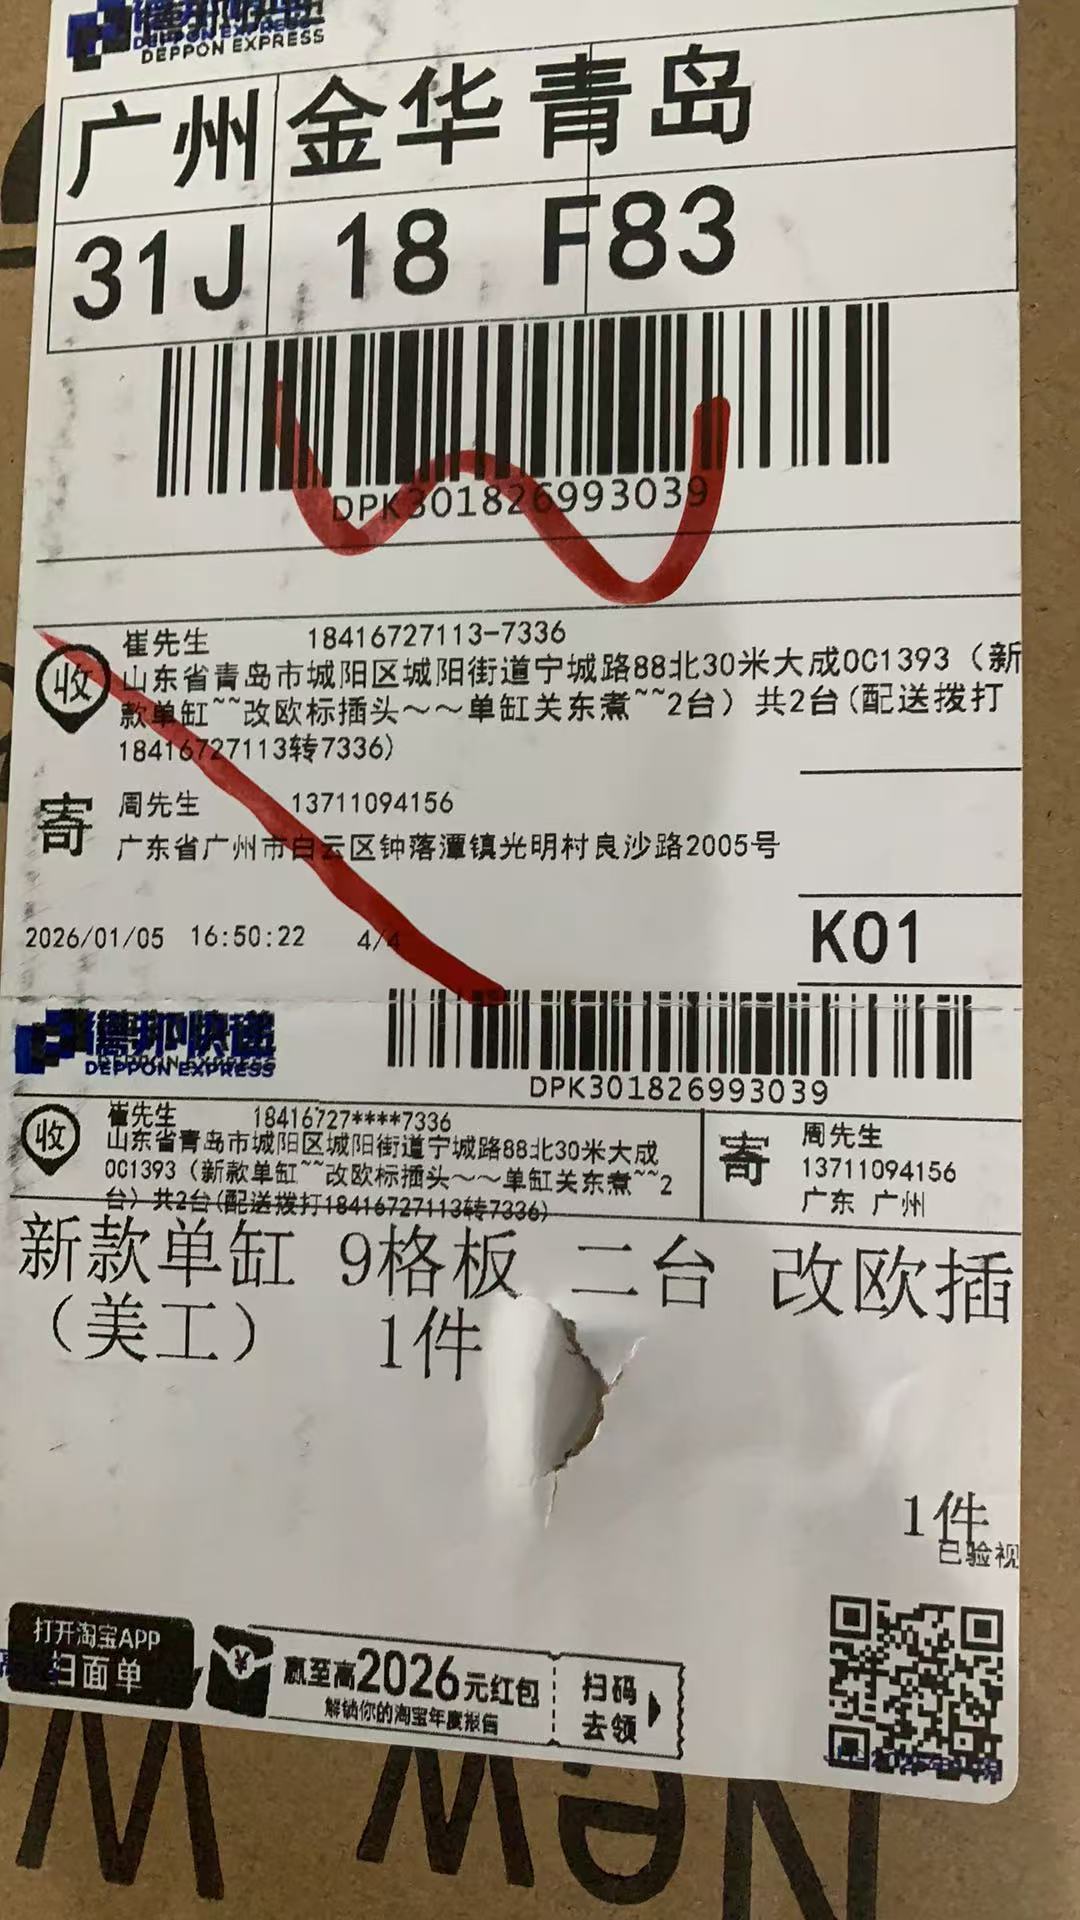 德邦快递
DEPPON EXPRESS
DEPPON EXPRESS
广州 金华 青岛
31J 18 F83
DPK301826993039
收 崔先生 18416727113-7336
山东省青岛市城阳区城阳街道宁城路88北30米大成OC1393（新
款单缸~~改欧标插头～～单缸关东煮~~2台）共2台(配送拨打
18416727113转7336)
寄 周先生 13711094156
广东省广州市白云区钟落潭镇光明村良沙路2005号
2026/01/05 16:50:22 4/4
K01
德邦快递
DEPPON EXPRESS
DPK301826993039
收 崔先生 18416727****7336
山东省青岛市城阳区城阳街道宁城路88北30米大成
OC1393（新款单缸~~改欧标插头～～单缸关东煮~~2
台）共2台(配送拨打18416727113转7336)
寄 周先生
13711094156
广东 广州
新款单缸 9格板 二台 改欧插
（美工） 1件
1件
已验视
打开淘宝APP
扫面单
赢至高2026元红包
解锁你的淘宝年度报告
扫码
去领
New